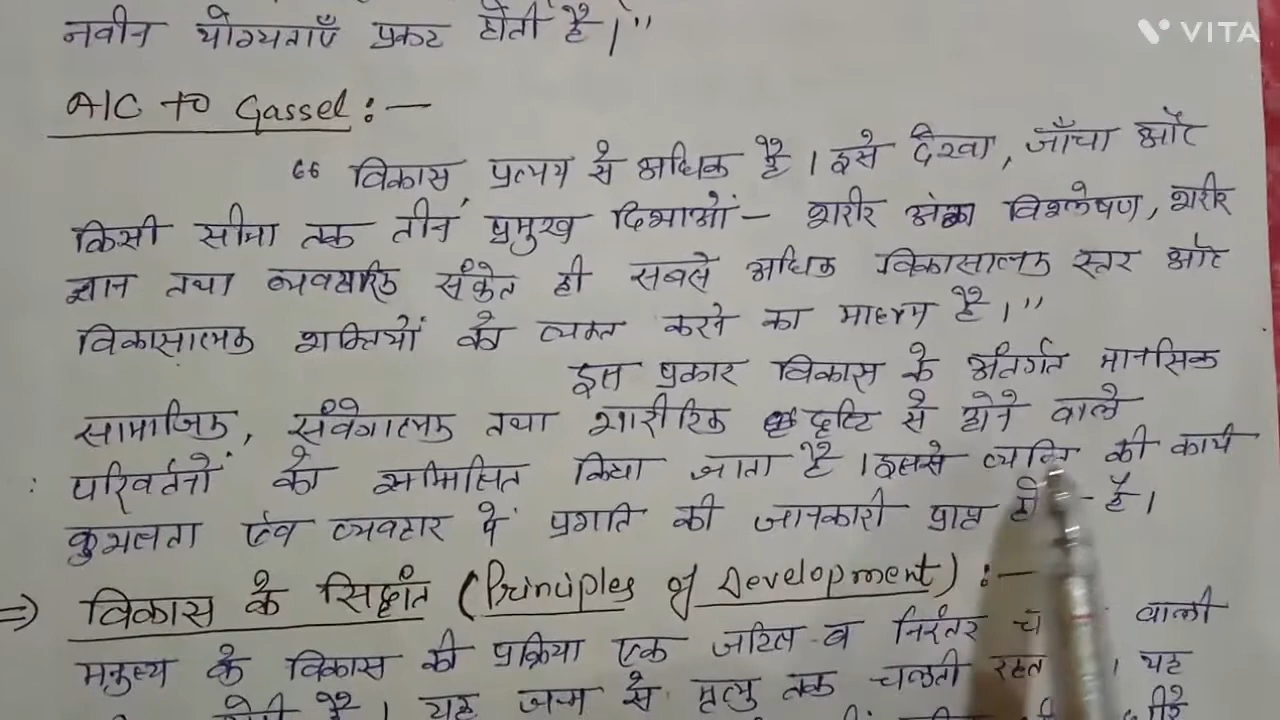 नवीन योग्यताएँ प्रकट होती है।"
VITA
A/C to Gassel :—
“ विकास, प्रत्यय से अधिक है। इसे देखा, जाँचा और
किसी सीमा तक तीन प्रमुख दिशाओं – शरीर अंका विश्लेषण, शरीर
ज्ञान तथा व्यवहारिक संकेत ही सबसे अधिक विकासात्मक स्तर और
विकासात्मक शक्तियों को व्यक्त करने का माध्यम है।"
इस प्रकार विकास के अंतर्गत मानसिक
सामाजिक, संवेगात्मक तथा शारीरिक दृष्टि से होने वाले
परिवर्तनों को सम्मिलित किया जाता है। इससे व्यक्ति की कार्य
कुशलता एंव व्यवहार में प्रगति की जानकारी प्राप्त है।
⇒ विकास के सिद्धांत (Principles of Development) :—
मनुष्य के विकास की प्रक्रिया एक जटिल व निरंतर वाली
होती है। यह जन्म से मृत्यु तक चलती । यह